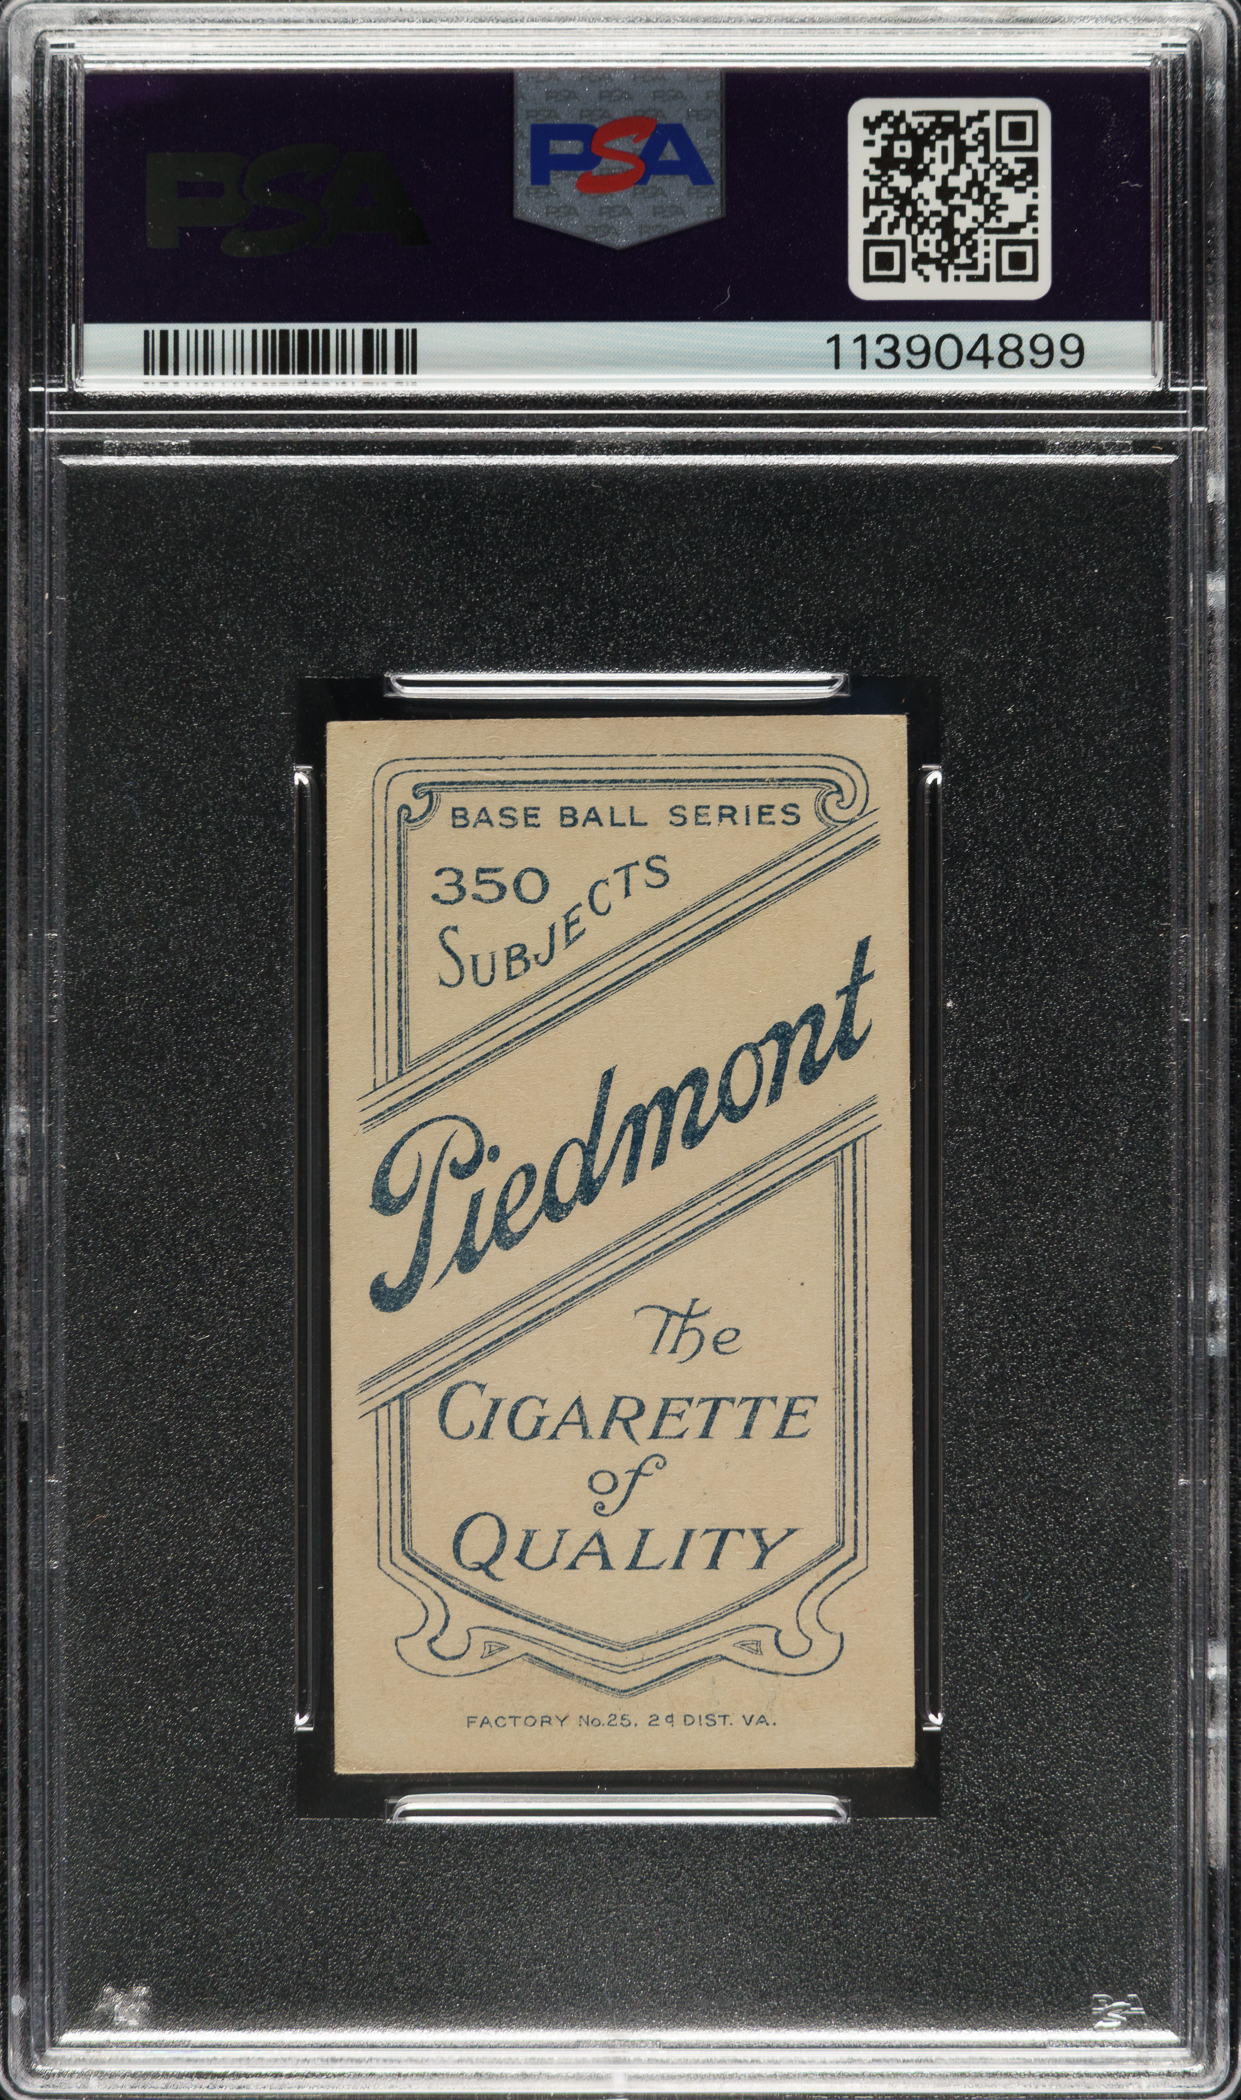 PSA
PSA
113904899
BASE BALL SERIES
350
SUBJECTS
Piedmont
The
CIGARETTE
of
QUALITY
FACTORY No.25, 2d DIST. VA.
PSA